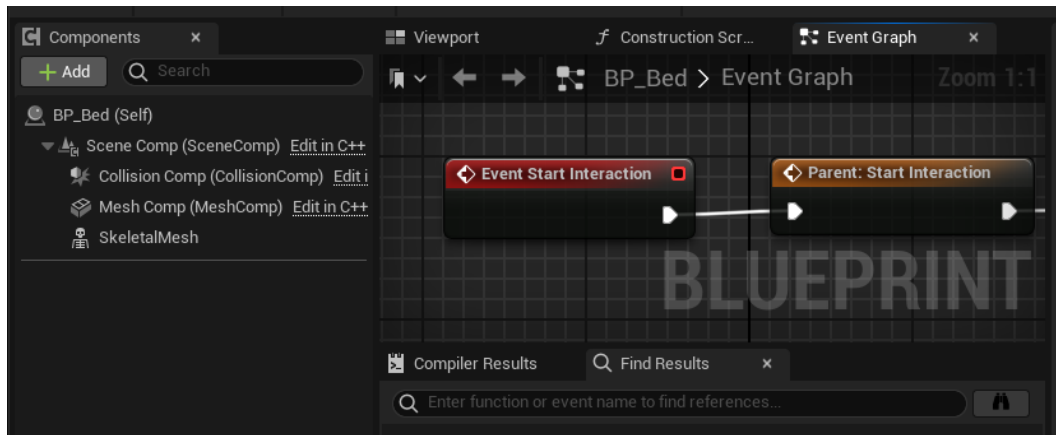 Components
Add
Search
BP_Bed (Self)
Scene Comp (SceneComp) Edit in C++
Collision Comp (CollisionComp) Edit i
Mesh Comp (MeshComp) Edit in C++
SkeletalMesh
Viewport
Construction Scr...
Event Graph
BP_Bed > Event Graph
Zoom 1:1
Event Start Interaction
Parent: Start Interaction
BLUEPRINT
Compiler Results
Find Results
Enter function or event name to find references...